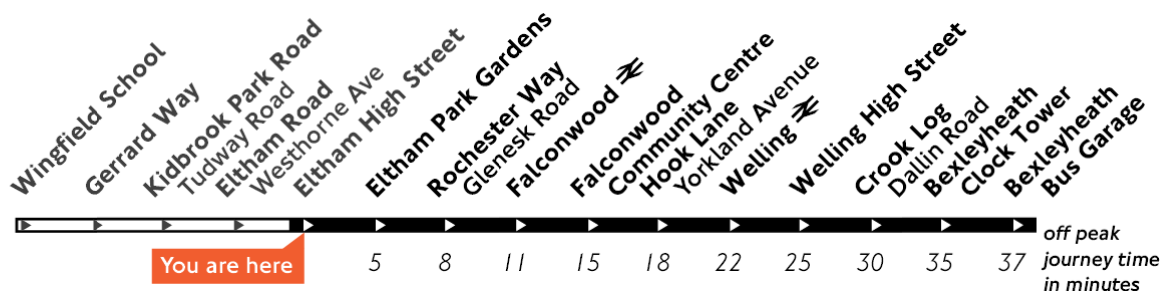 Wingfield School
Gerrard Way
Kidbrook Park Road
Tudway Road
Eltham Road
Westhorne Ave
Eltham High Street
Eltham Park Gardens
Rochester Way
Glenesk Road
Falconwood
Falconwood
Community Centre
Hook Lane
Yorkland Avenue
Welling
Welling High Street
Crook Log
Dallin Road
Bexleyheath
Clock Tower
Bexleyheath
Bus Garage
You are here
5 8 11 15 18 22 25 30 35 37
off peak
journey time
in minutes